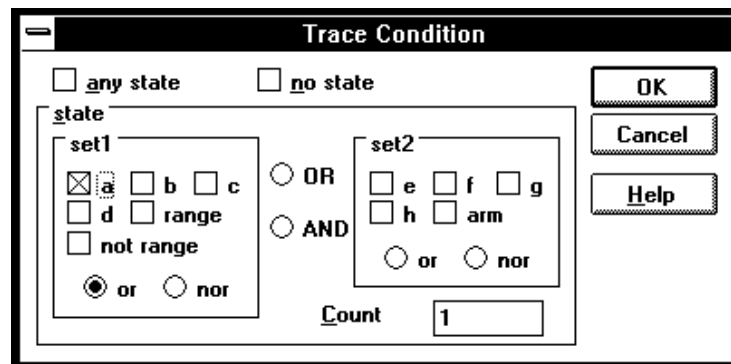 Trace Condition
any state no state
OK
state
Cancel
set1
set2
a b c
OR
e f g
Help
d range
h arm
not range
AND
or nor
or nor
Count 1